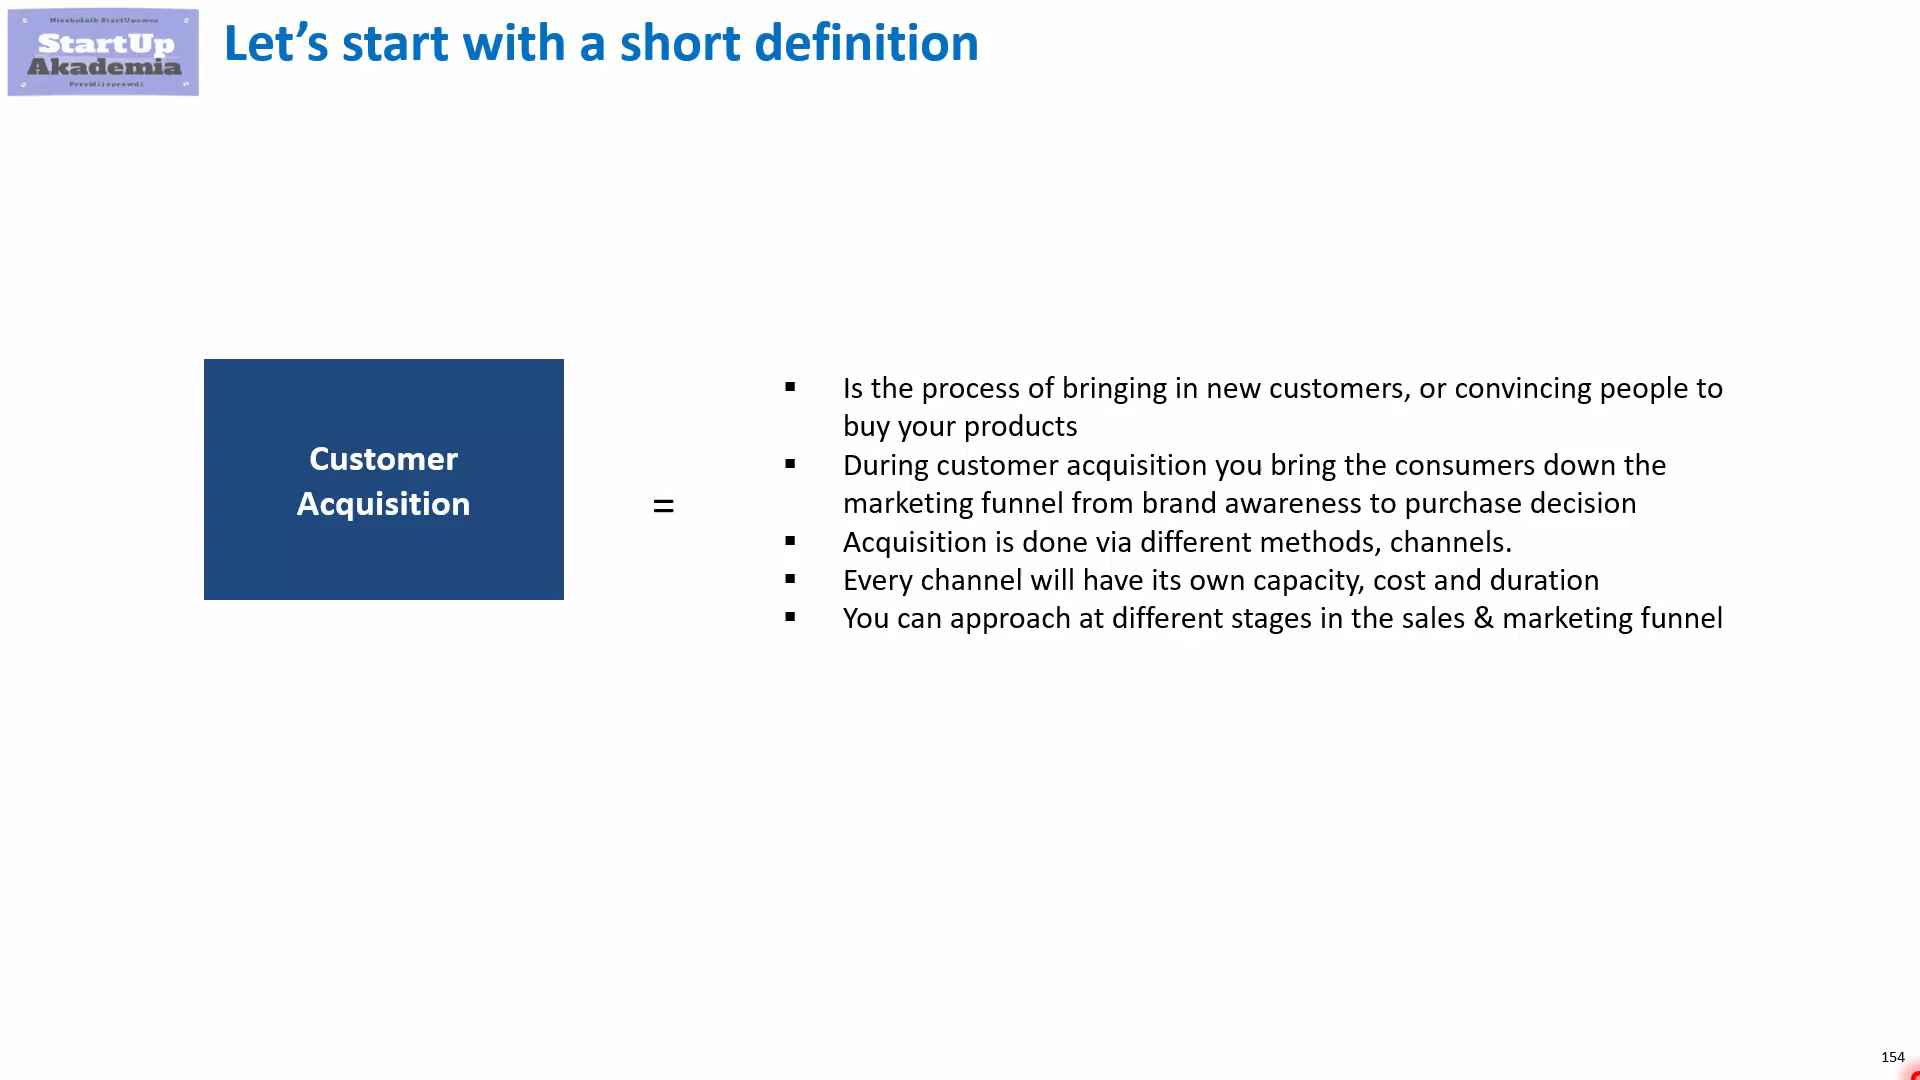 Niezbędnik StartUpowca
StartUp
Akademia
Let’s start with a short definition
Customer
Acquisition
=
▪ Is the process of bringing in new customers, or convincing people to
buy your products
▪ During customer acquisition you bring the consumers down the
marketing funnel from brand awareness to purchase decision
▪ Acquisition is done via different methods, channels.
▪ Every channel will have its own capacity, cost and duration
▪ You can approach at different stages in the sales & marketing funnel
154